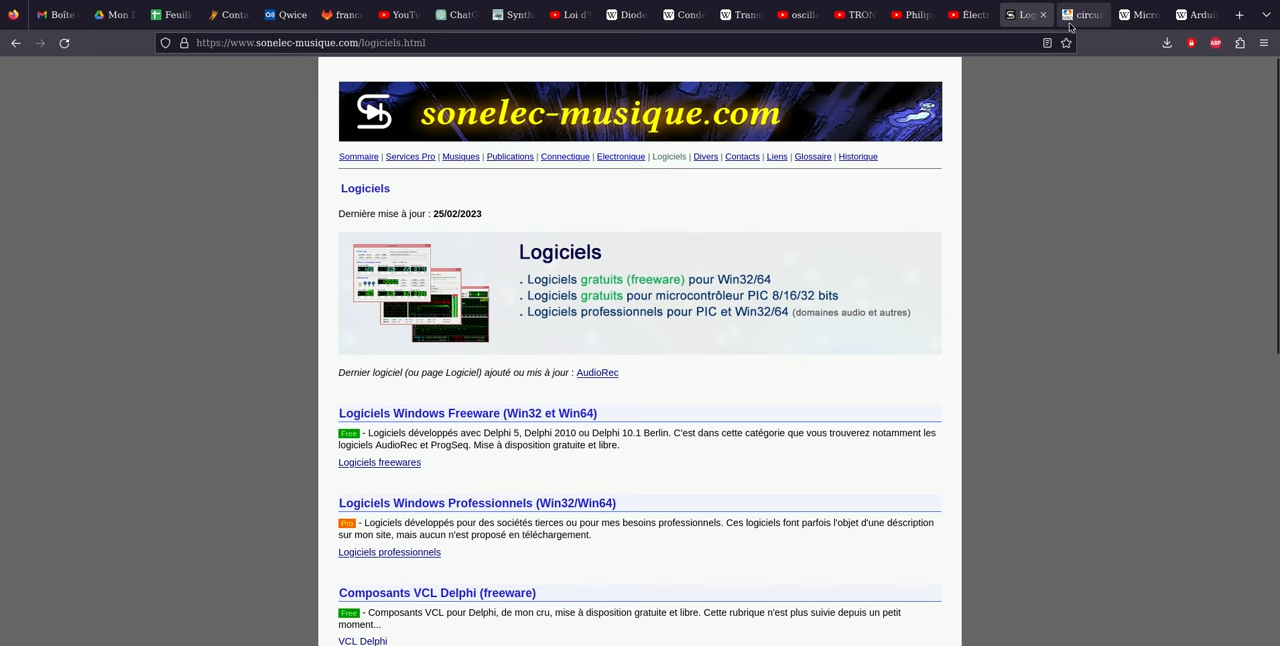 Boîte
Mon D
Feuill
Conta
Qwice
franc
YouTu
ChatG
Synth
Loi d'
Diode
Cond
Trans
oscilla
TRON
Philip
Électr
Log
circui
Micro
Ardui
https://www.sonelec-musique.com/logiciels.html
ABP
sonelec-musique.com
Sommaire | Services Pro | Musiques | Publications | Connectique | Electronique | Logiciels | Divers | Contacts | Liens | Glossaire | Historique
Logiciels
Dernière mise à jour : 25/02/2023
Logiciels
. Logiciels gratuits (freeware) pour Win32/64
. Logiciels gratuits pour microcontrôleur PIC 8/16/32 bits
. Logiciels professionnels pour PIC et Win32/64 (domaines audio et autres)
Dernier logiciel (ou page Logiciel) ajouté ou mis à jour : AudioRec
Logiciels Windows Freeware (Win32 et Win64)
Free - Logiciels développés avec Delphi 5, Delphi 2010 ou Delphi 10.1 Berlin. C'est dans cette catégorie que vous trouverez notamment les
logiciels AudioRec et ProgSeq. Mise à disposition gratuite et libre.
Logiciels freewares
Logiciels Windows Professionnels (Win32/Win64)
Pro - Logiciels développés pour des sociétés tierces ou pour mes besoins professionnels. Ces logiciels font parfois l'objet d'une déscription
sur mon site, mais aucun n'est proposé en téléchargement.
Logiciels professionnels
Composants VCL Delphi (freeware)
Free - Composants VCL pour Delphi, de mon cru, mise à disposition gratuite et libre. Cette rubrique n'est plus suivie depuis un petit
moment...
VCL Delphi